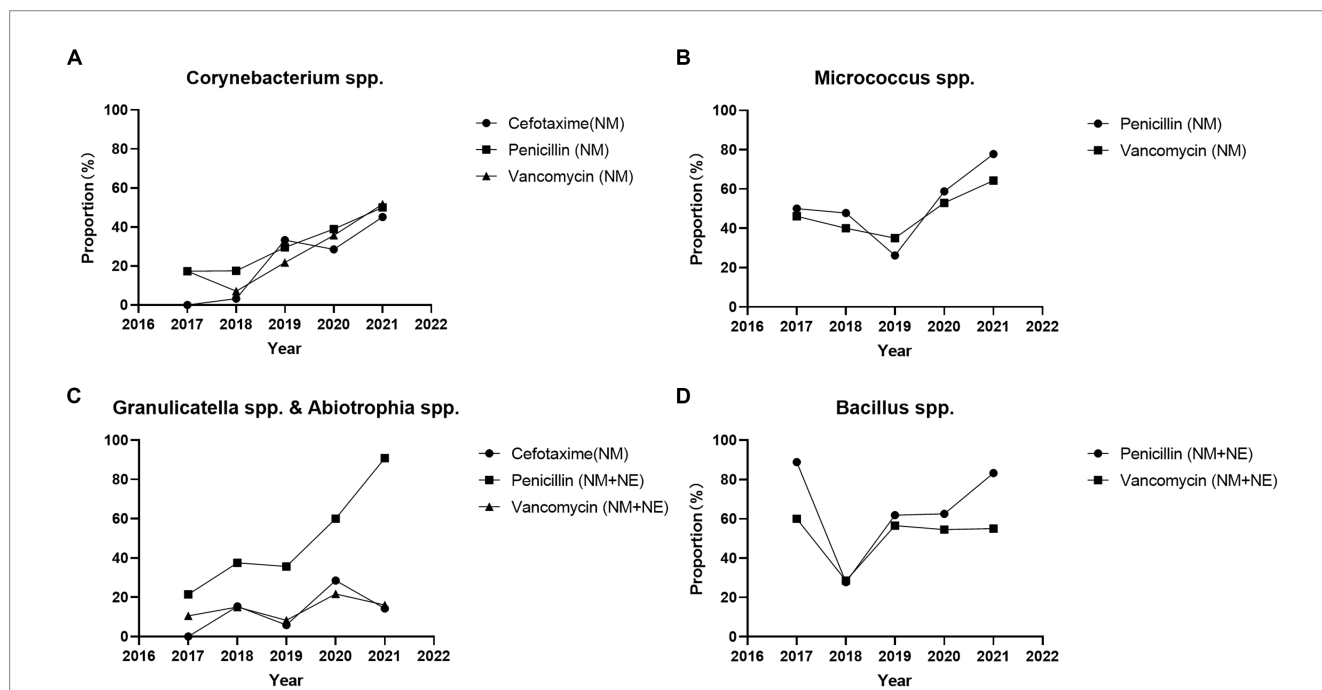 A
Corynebacterium spp.
Proportion (%)
100
80
60
40
20
0
2016 2017 2018 2019 2020 2021 2022
Year
Cefotaxime(NM)
Penicillin (NM)
Vancomycin (NM)
B
Micrococcus spp.
Proportion (%)
100
80
60
40
20
0
2016 2017 2018 2019 2020 2021 2022
Year
Penicillin (NM)
Vancomycin (NM)
C
Granulicatella spp. & Abiotrophia spp.
Proportion (%)
100
80
60
40
20
0
2016 2017 2018 2019 2020 2021 2022
Year
Cefotaxime(NM)
Penicillin (NM+NE)
Vancomycin (NM+NE)
D
Bacillus spp.
Proportion (%)
100
80
60
40
20
0
2016 2017 2018 2019 2020 2021 2022
Year
Penicillin (NM+NE)
Vancomycin (NM+NE)